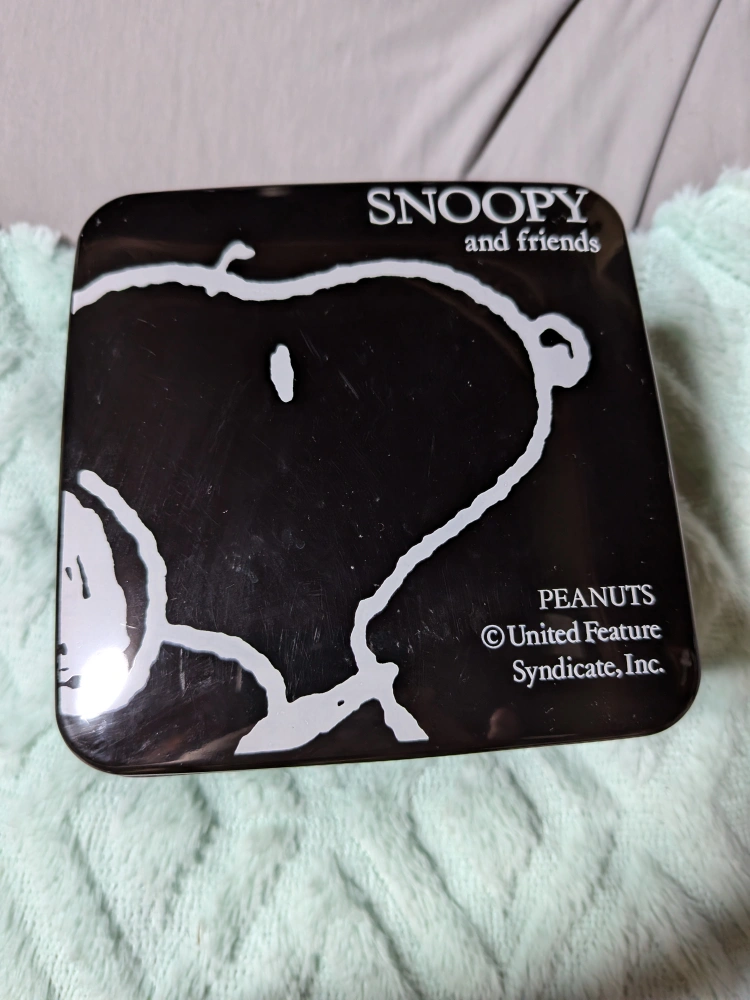 SNOOPY
and friends
PEANUTS
© United Feature
Syndicate, Inc.